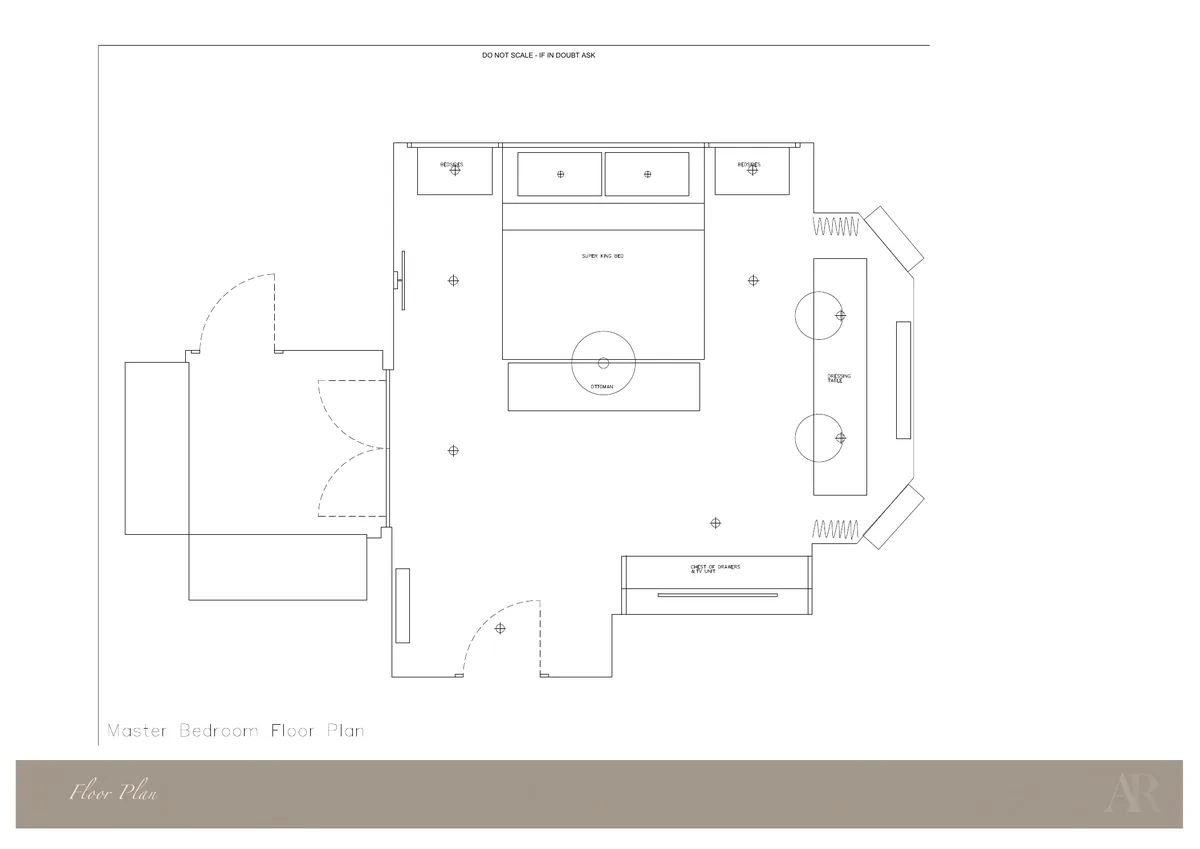 DO NOT SCALE - IF IN DOUBT ASK
BEDSIDES
BEDSIDES
SUPER KING BED
OTTOMAN
DRESSING
TABLE
CHEST OF DRAWERS
& TV UNIT
Master Bedroom Floor Plan
Floor Plan
AR